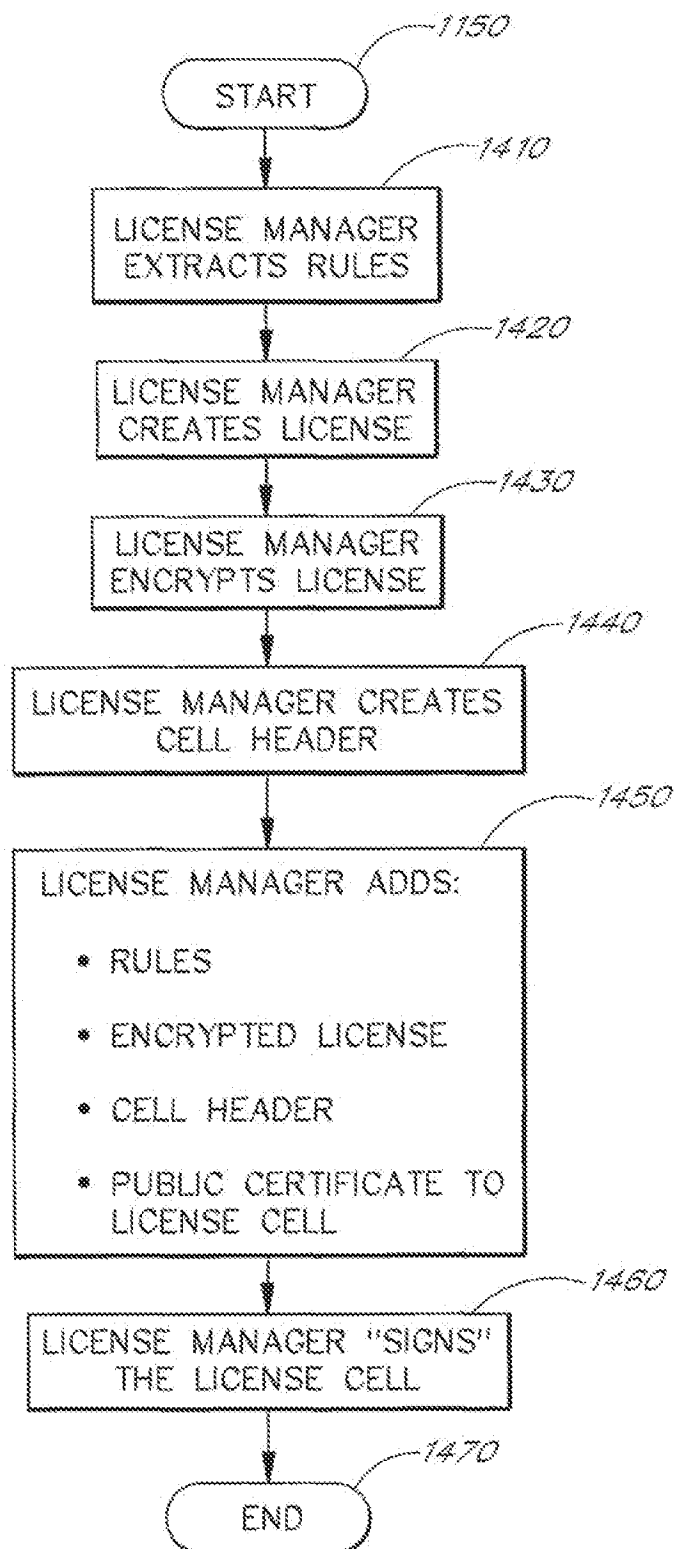 1150
START
1410
LICENSE MANAGER
EXTRACTS RULES
1420
LICENSE MANAGER
CREATES LICENSE
1430
LICENSE MANAGER
ENCRYPTS LICENSE
1440
LICENSE MANAGER CREATES
CELL HEADER
1450
LICENSE MANAGER ADDS:
• RULES
• ENCRYPTED LICENSE
• CELL HEADER
• PUBLIC CERTIFICATE TO
LICENSE CELL
1460
LICENSE MANAGER "SIGNS"
THE LICENSE CELL
1470
END